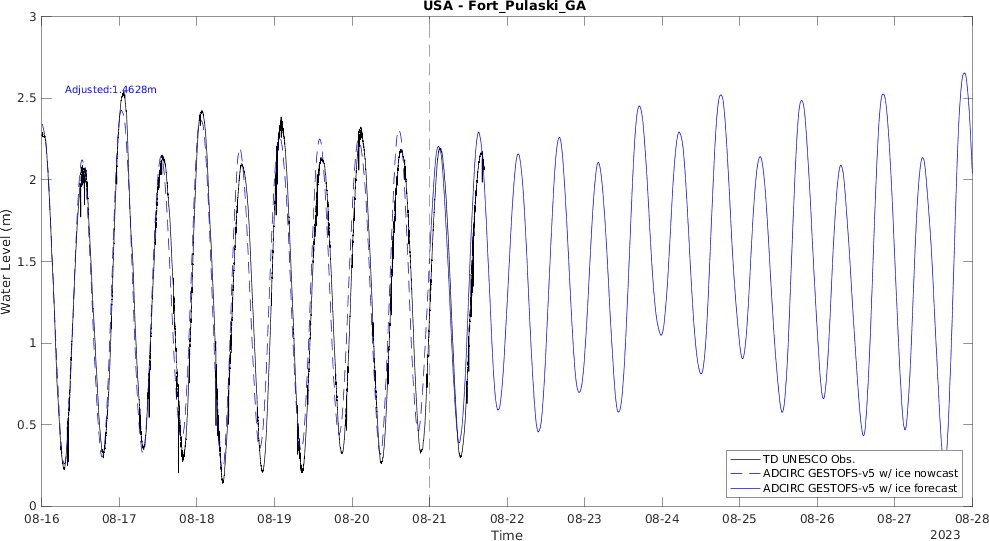 USA - Fort_Pulaski_GA
3
2.5
2
1.5
1
0.5
0
Water Level (m)
Adjusted:1.4628m
TD UNESCO Obs.
ADCIRC GESTOFS-v5 w/ ice nowcast
ADCIRC GESTOFS-v5 w/ ice forecast
08-16 08-17 08-18 08-19 08-20 08-21 08-22 08-23 08-24 08-25 08-26 08-27 08-28
Time
2023